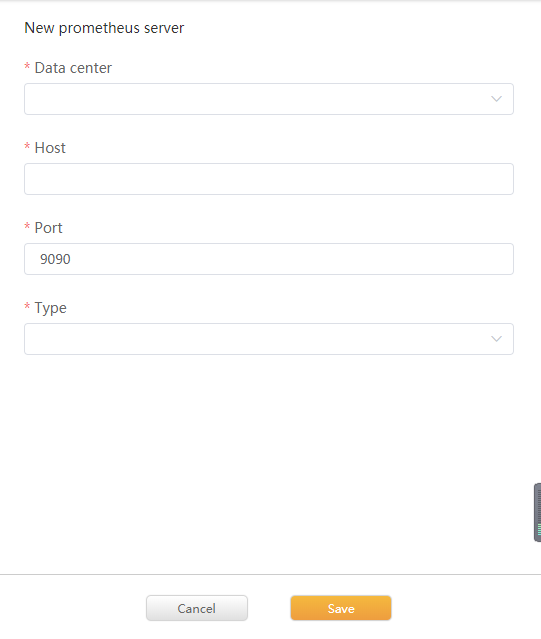 New prometheus server
* Data center
* Host
* Port
9090
* Type
Cancel
Save